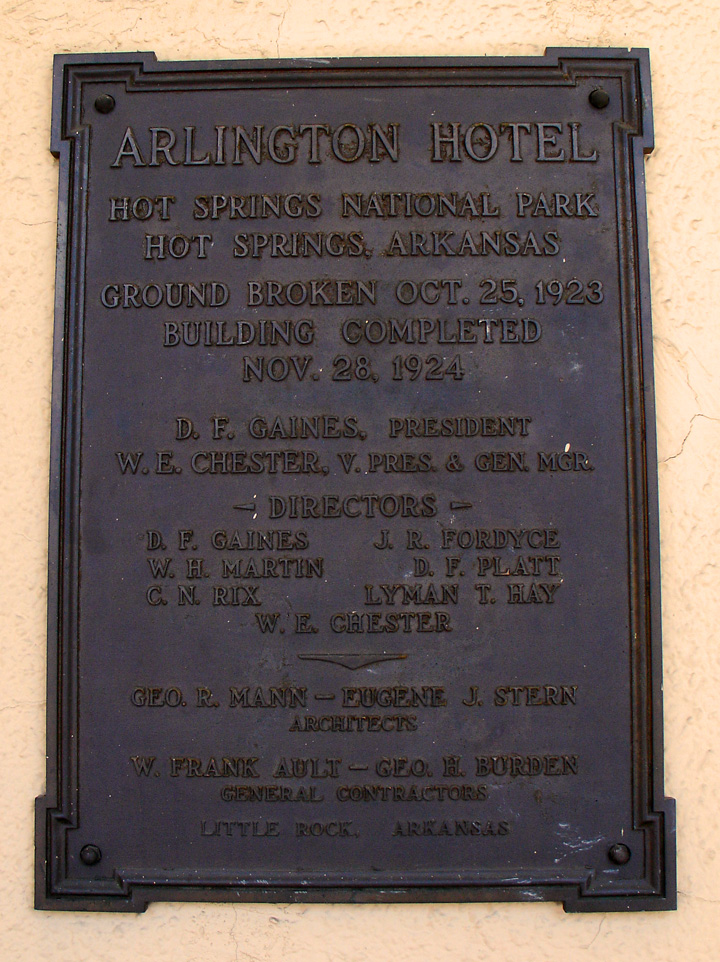 ARLINGTON HOTEL
HOT SPRINGS NATIONAL PARK
HOT SPRINGS, ARKANSAS
GROUND BROKEN OCT. 25, 1923
BUILDING COMPLETED
NOV. 28, 1924
D. F. GAINES, PRESIDENT
W. E. CHESTER, V. PRES. & GEN. MGR.
– DIRECTORS –
D. F. GAINES J. R. FORDYCE
W. H. MARTIN D. F. PLATT
C. N. RIX LYMAN T. HAY
W. E. CHESTER
GEO. R. MANN – EUGENE J. STERN
ARCHITECTS
W. FRANK AULT – GEO. H. BURDEN
GENERAL CONTRACTORS
LITTLE ROCK, ARKANSAS